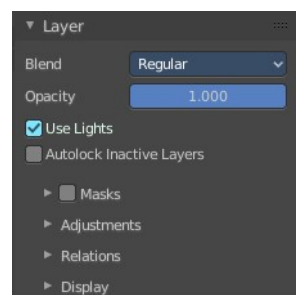 Layer
Blend Regular
Opacity 1.000
Use Lights
Autolock Inactive Layers
Masks
Adjustments
Relations
Display